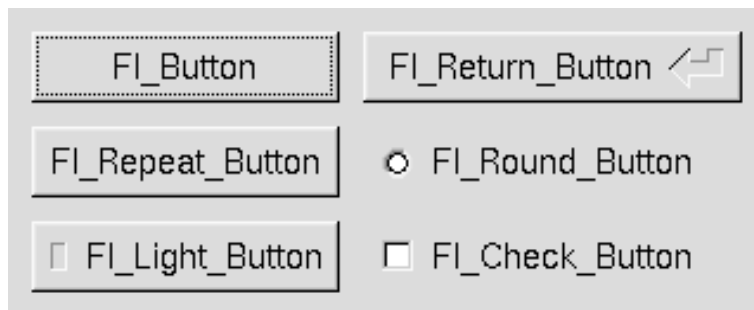 Fl_Button
Fl_Return_Button
Fl_Repeat_Button
Fl_Round_Button
Fl_Light_Button
Fl_Check_Button